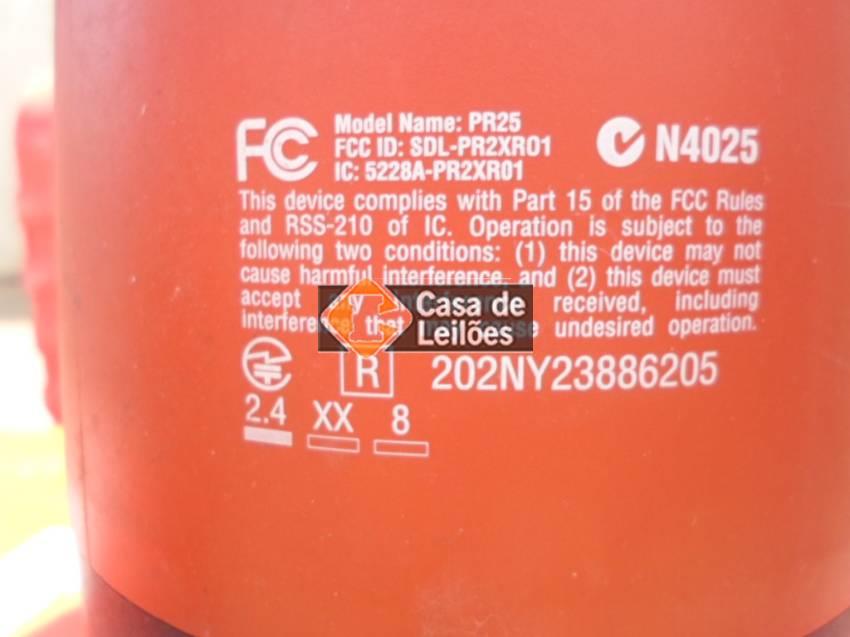 FC Model Name: PR25
FCC ID: SDL-PR2XR01
IC: 5228A-PR2XR01
N4025
This device complies with Part 15 of the FCC Rules
and RSS-210 of IC. Operation is subject to the
following two conditions: (1) this device may not
cause harmful interference, and (2) this device must
accept received, including
interference that cause undesired operation.
Casa de
Leilões
R 202NY23886205
2.4 XX 8